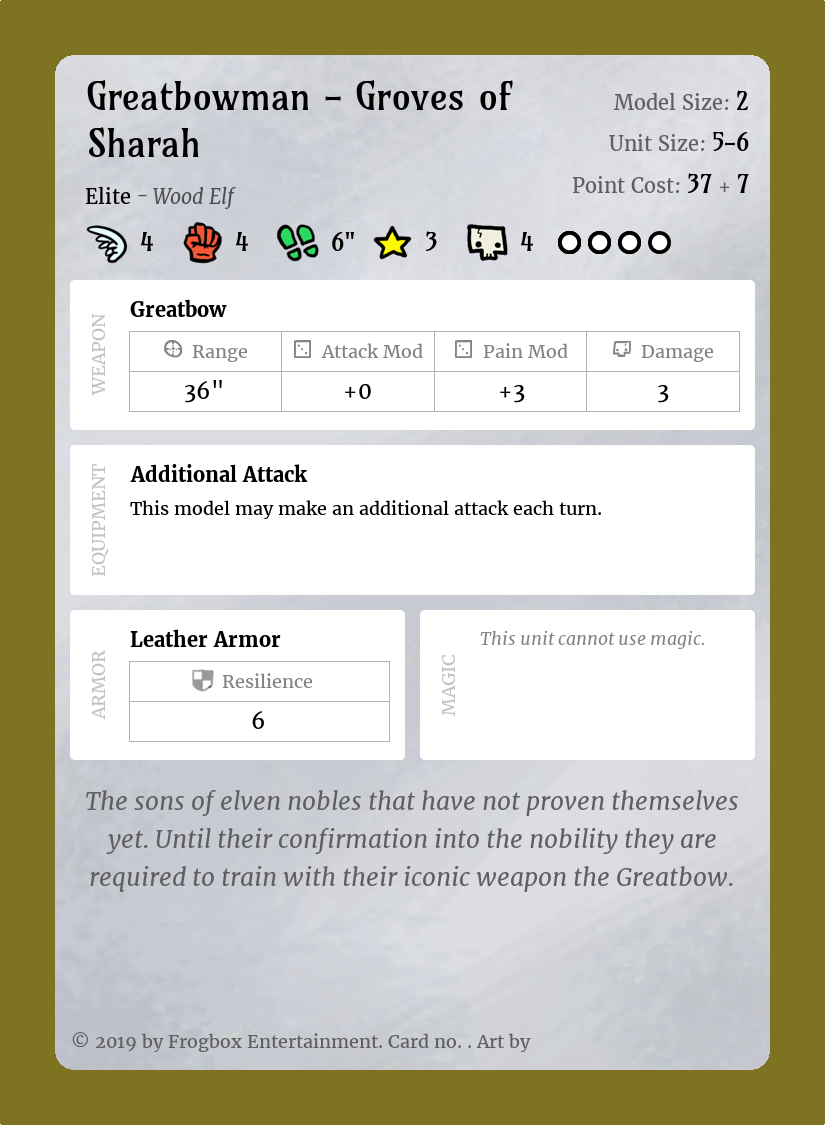 Greatbowman – Groves of
Sharah
Model Size: 2
Unit Size: 5–6
Point Cost: 37 + 7
Elite – Wood Elf
4 4 6" 3 4
WEAPON
Greatbow
Range Attack Mod Pain Mod Damage
36" +0 +3 3
EQUIPMENT
Additional Attack
This model may make an additional attack each turn.
ARMOR
Leather Armor
Resilience
6
MAGIC
This unit cannot use magic.
The sons of elven nobles that have not proven themselves
yet. Until their confirmation into the nobility they are
required to train with their iconic weapon the Greatbow.
© 2019 by Frogbox Entertainment. Card no. . Art by